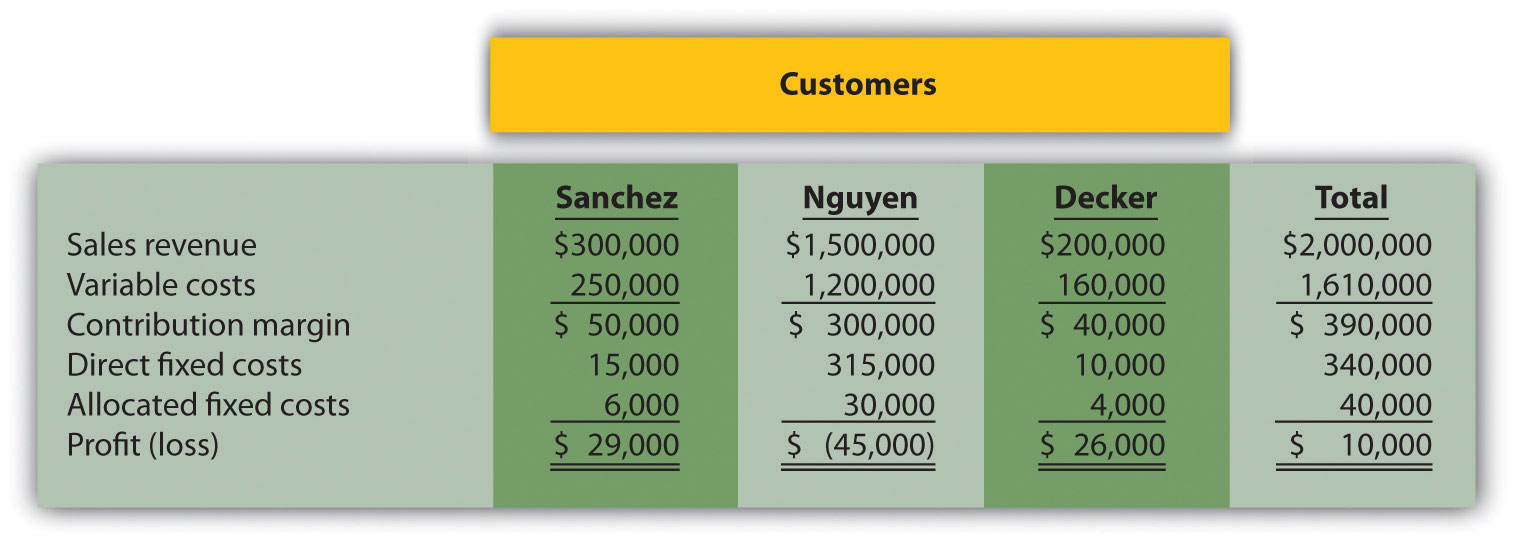 Customers
Sanchez Nguyen Decker Total
Sales revenue $300,000 $1,500,000 $200,000 $2,000,000
Variable costs 250,000 1,200,000 160,000 1,610,000
Contribution margin $ 50,000 $ 300,000 $ 40,000 $ 390,000
Direct fixed costs 15,000 315,000 10,000 340,000
Allocated fixed costs 6,000 30,000 4,000 40,000
Profit (loss) $ 29,000 $ (45,000) $ 26,000 $ 10,000